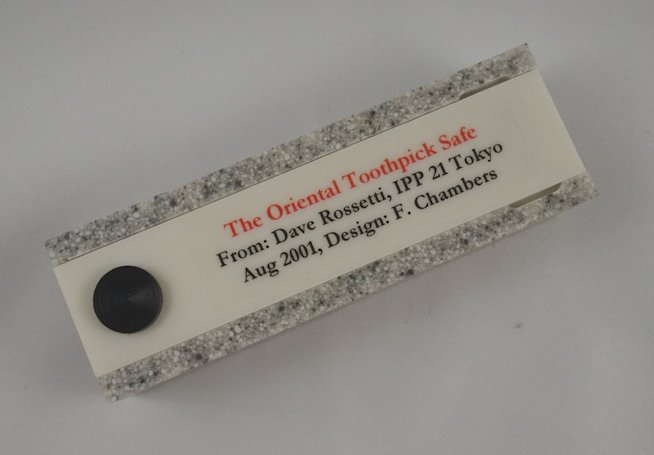 The Oriental Toothpick Safe
From: Dave Rossetti, IPP 21 Tokyo
Aug 2001, Design: F. Chambers